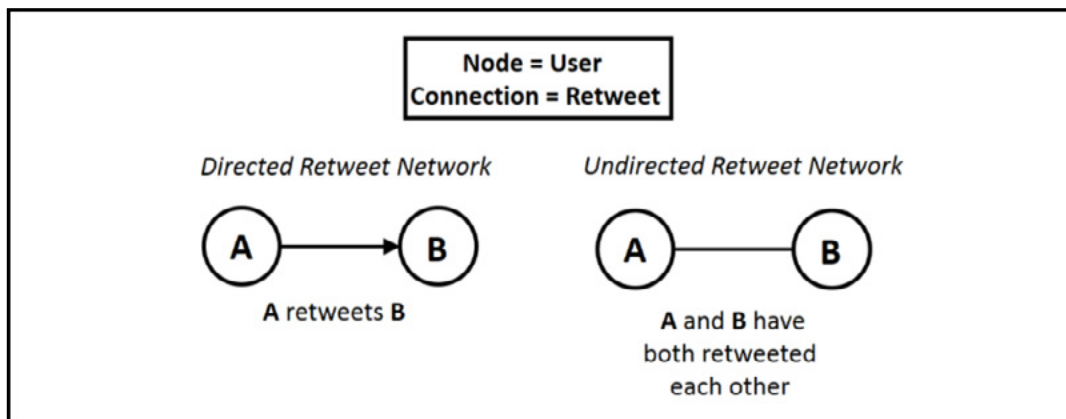 Node = User
Connection = Retweet
Directed Retweet Network
Undirected Retweet Network
A
B
A
B
A retweets B
A and B have
both retweeted
each other